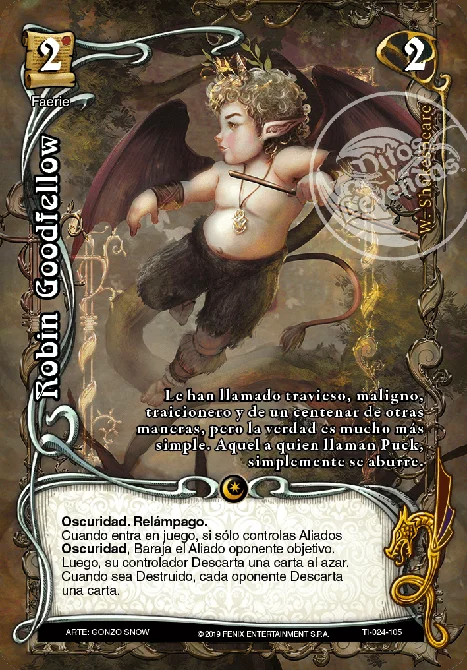 2
2
Faerie
Robin Goodfellow
W. Shakespeare
Mitos y Leyendas
Le han llamado travieso, maligno,
traicionero y de un centenar de otras
maneras, pero la verdad es mucho más
simple. Aquel a quien llaman Puck,
simplemente se aburre.
Oscuridad. Relámpago.
Cuando entra en juego, si sólo controlas Aliados
Oscuridad, Baraja el Aliado oponente objetivo.
Luego, su controlador Descarta una carta al azar.
Cuando sea Destruido, cada oponente Descarta
una carta.
ARTE: GONZO SNOW
©2019 FENIX ENTERTAINMENT S.P.A.
TI-024-105